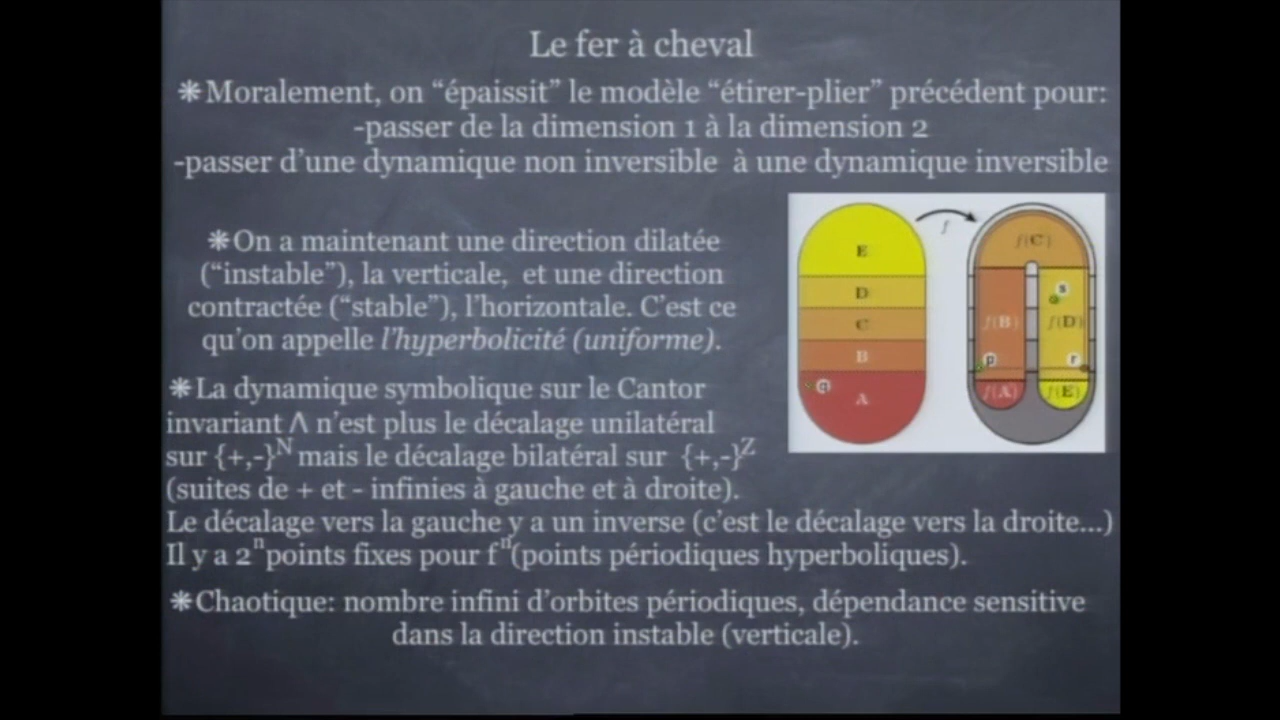 Le fer à cheval
❋Moralement, on “épaissit” le modèle “étirer-plier” précédent pour:
-passer de la dimension 1 à la dimension 2
-passer d’une dynamique non inversible à une dynamique inversible
❋On a maintenant une direction dilatée
(“instable”), la verticale, et une direction
contractée (“stable”), l’horizontale. C’est ce
qu’on appelle l’hyperbolicité (uniforme).
❋La dynamique symbolique sur le Cantor
invariant Λ n’est plus le décalage unilatéral
sur {+,-}^N mais le décalage bilatéral sur {+,-}^Z
(suites de + et - infinies à gauche et à droite).
Le décalage vers la gauche y a un inverse (c’est le décalage vers la droite...)
Il y a 2^n points fixes pour f^n (points périodiques hyperboliques).
❋Chaotique: nombre infini d’orbites périodiques, dépendance sensitive
dans la direction instable (verticale).
E
D
C
B
q
A
f
f(C)
s
f(B)
f(D)
p
r
f(A)
f(E)